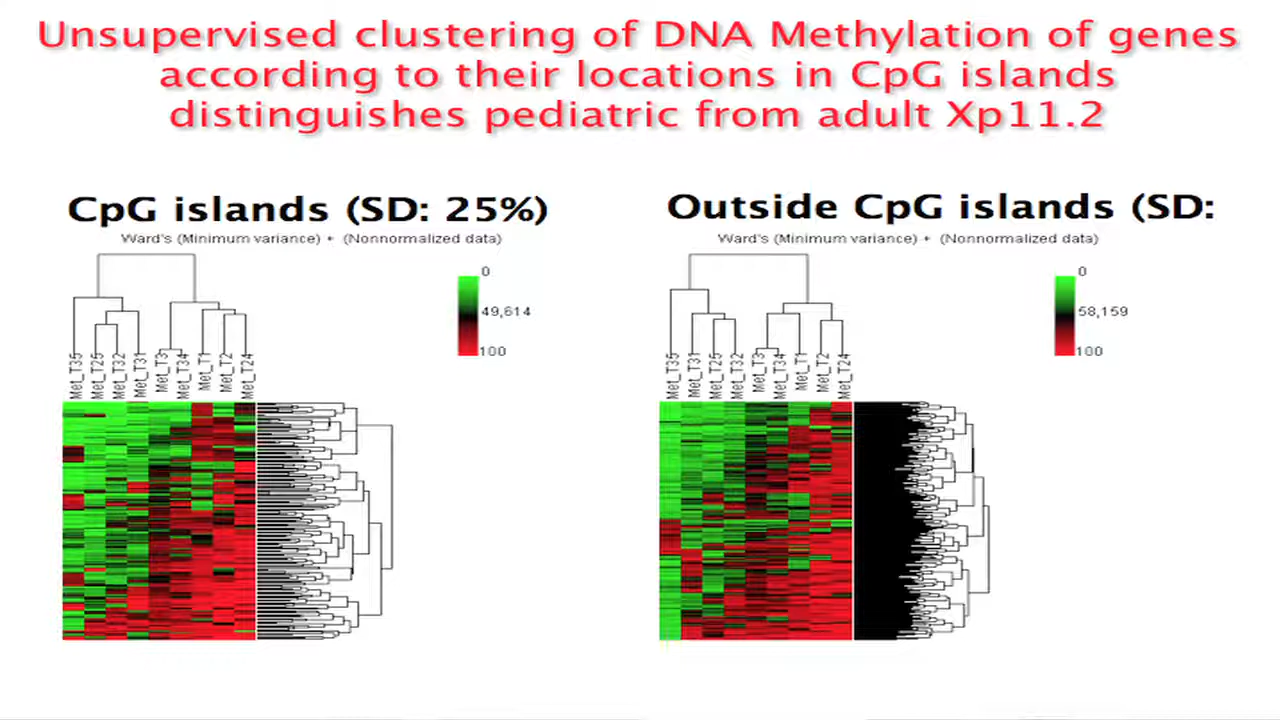 Unsupervised clustering of DNA Methylation of genes
according to their locations in CpG islands
distinguishes pediatric from adult Xp11.2
CpG islands (SD: 25%)
Ward's (Minimum variance) + (Nonnormalized data)
0
49,614
100
Met_T35 Met_T25 Met_T32 Met_T31 Met_T3 Met_T34 Met_T1 Met_T2 Met_T24
Outside CpG islands (SD:
Ward's (Minimum variance) + (Nonnormalized data)
0
58,159
100
Met_T35 Met_T31 Met_T25 Met_T32 Met_T3 Met_T34 Met_T1 Met_T2 Met_T24